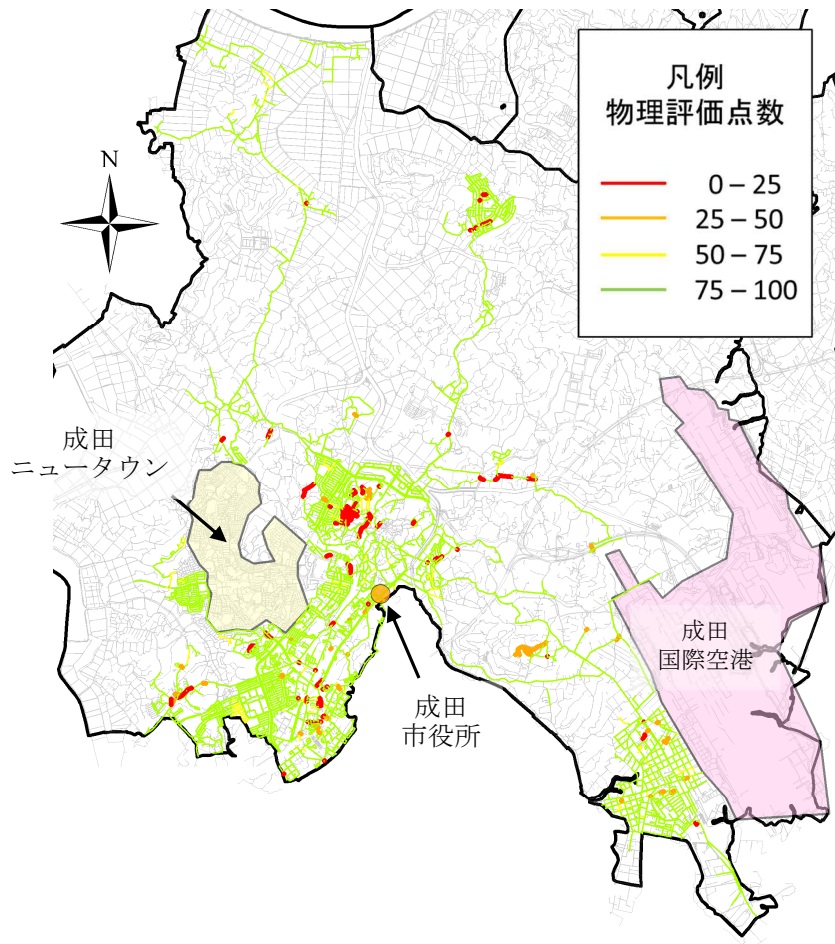 凡例
物理評価点数
0 – 25
25 – 50
50 – 75
75 – 100
N
成田
ニュータウン
成田
国際空港
成田
市役所